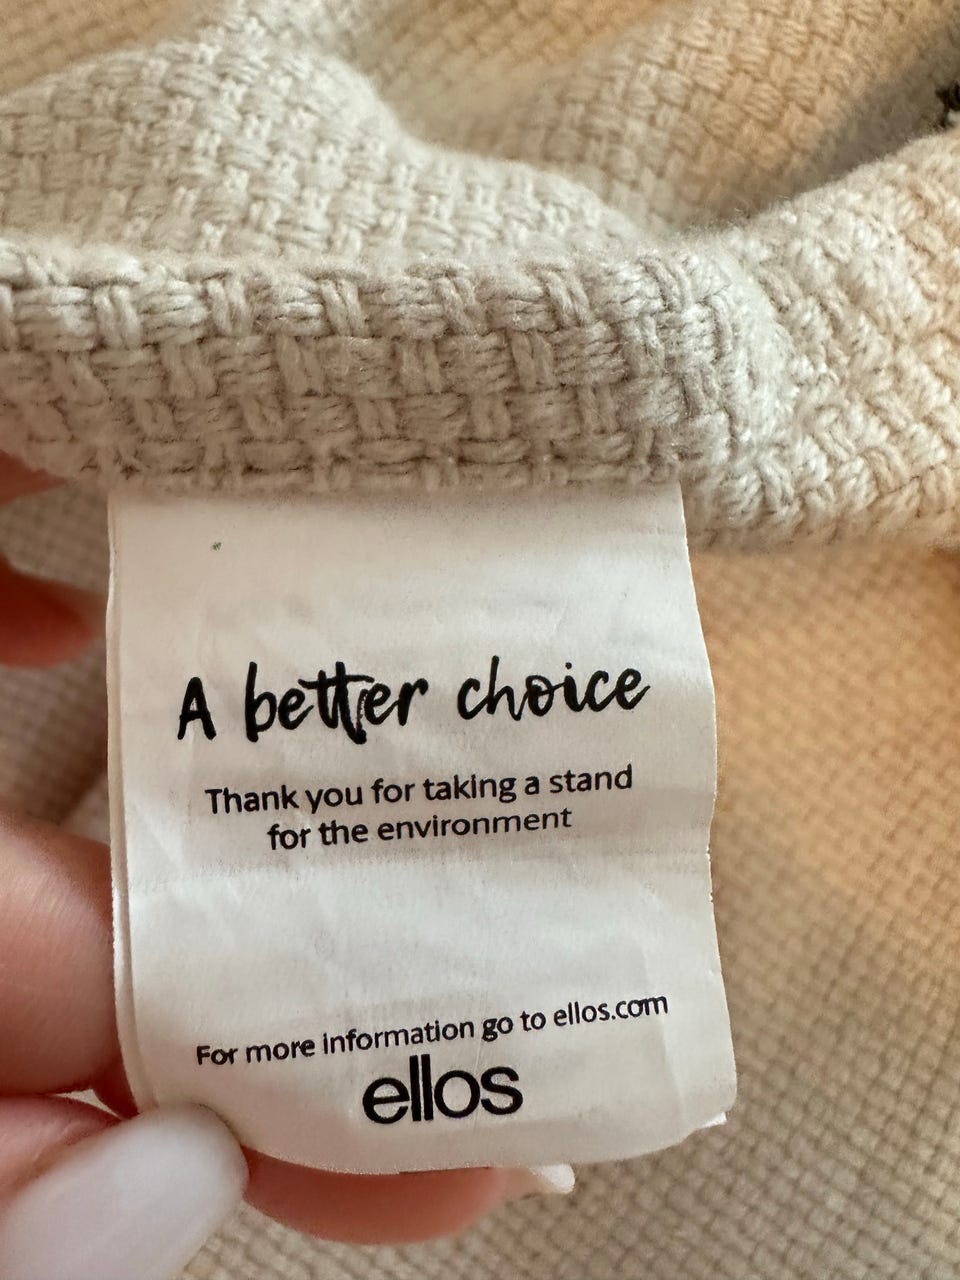 A better choice
Thank you for taking a stand
for the environment
For more information go to ellos.com
ellos